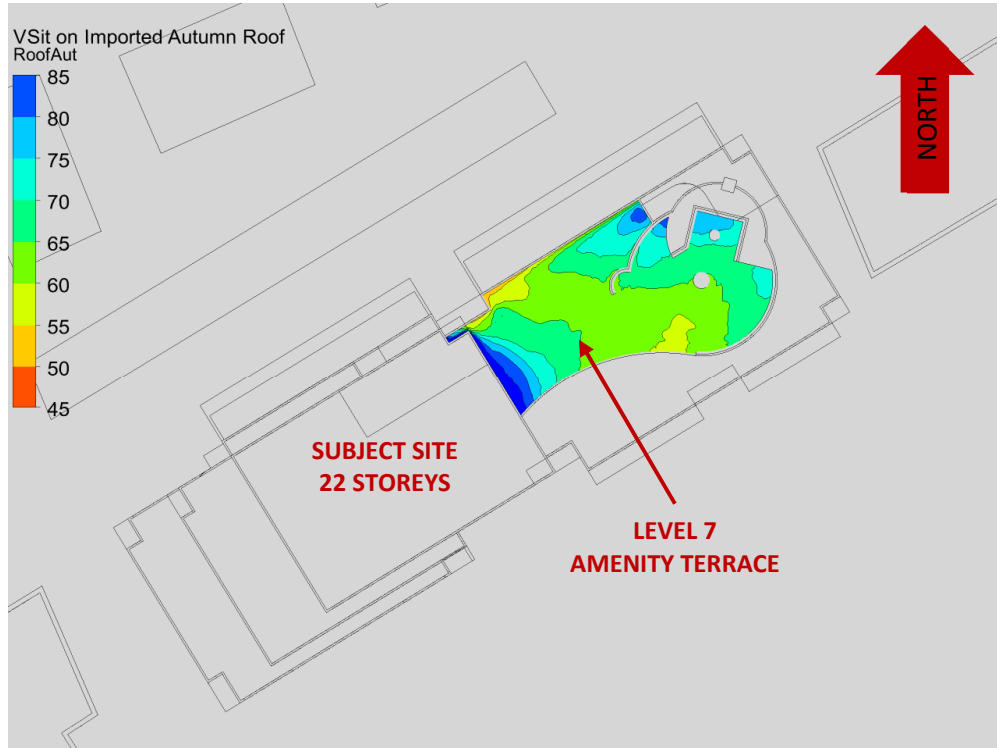 VSit on Imported Autumn Roof
RoofAut
85
80
75
70
65
60
55
50
45
NORTH
SUBJECT SITE
22 STOREYS
LEVEL 7
AMENITY TERRACE